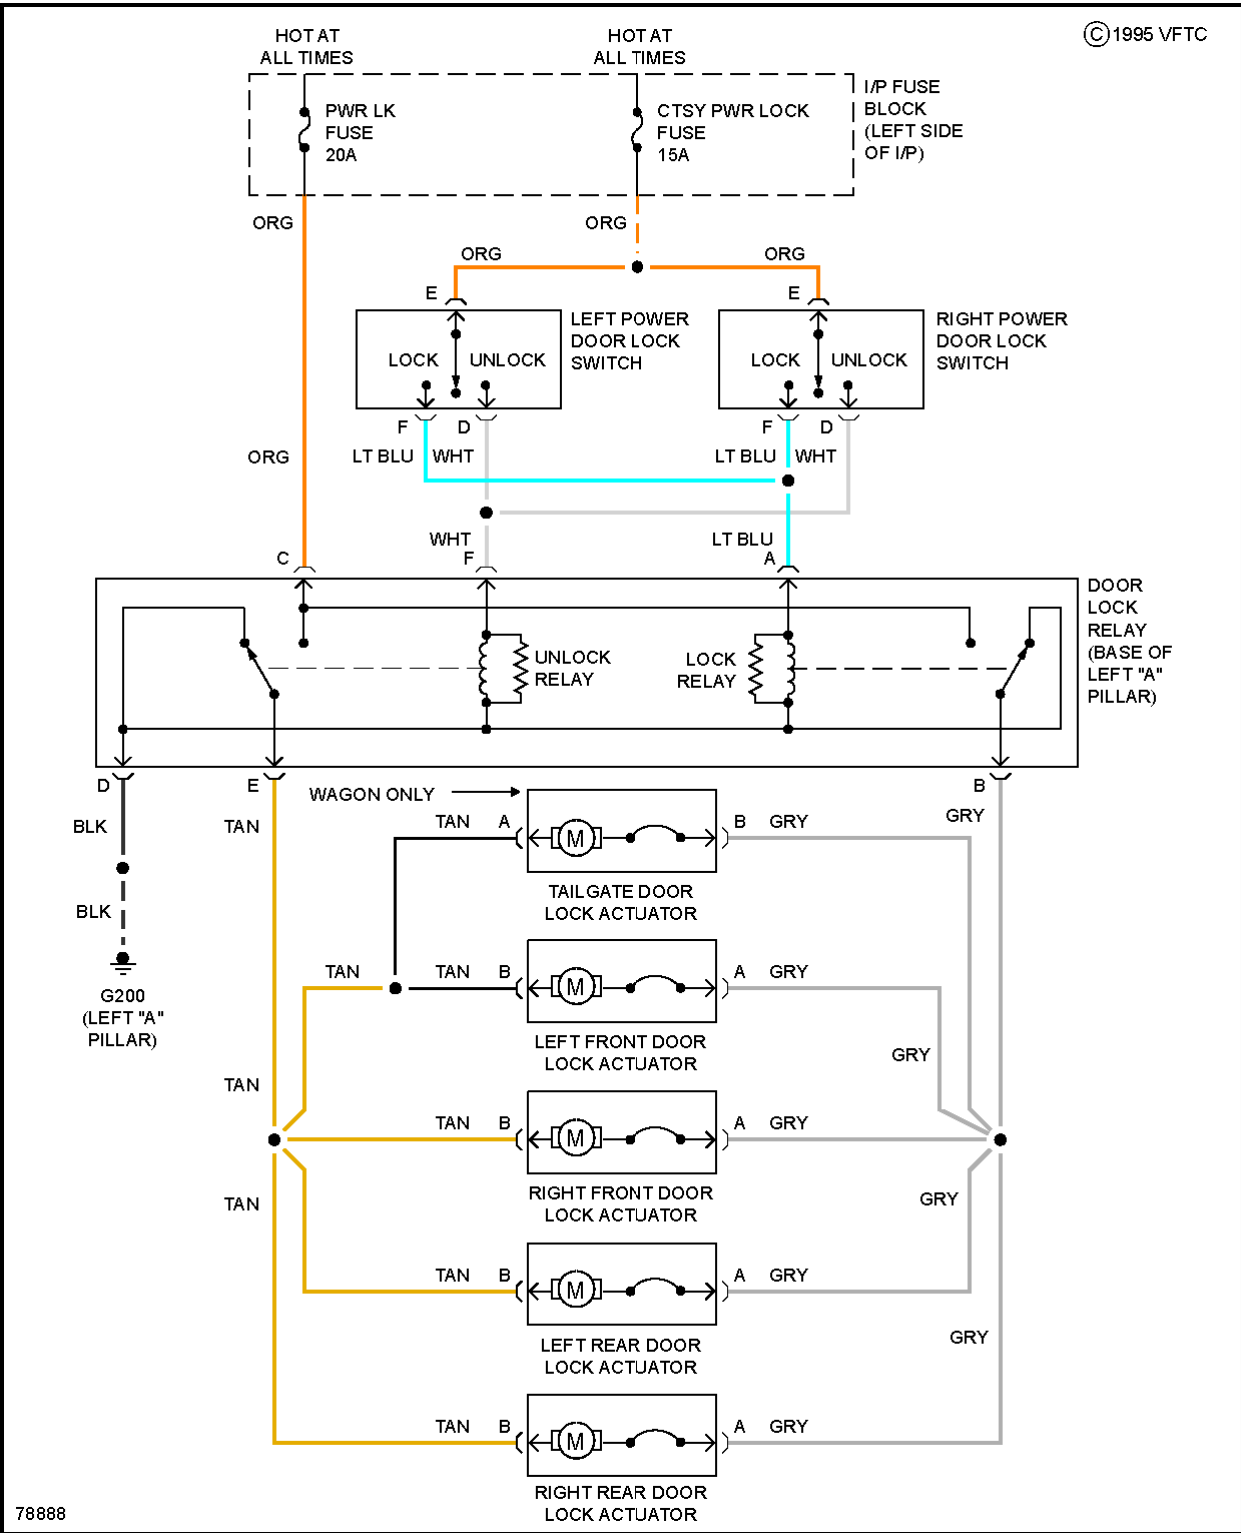 HOT AT
ALL TIMES
HOT AT
ALL TIMES
©1995 VFTC
PWR LK
FUSE
20A
CTSY PWR LOCK
FUSE
15A
I/P FUSE
BLOCK
(LEFT SIDE
OF I/P)
ORG
ORG
ORG
ORG
E
E
LEFT POWER
DOOR LOCK
SWITCH
RIGHT POWER
DOOR LOCK
SWITCH
LOCK
UNLOCK
LOCK
UNLOCK
F
D
F
D
ORG
LT BLU
WHT
LT BLU
WHT
WHT
LT BLU
C
F
A
DOOR
LOCK
RELAY
(BASE OF
LEFT "A"
PILLAR)
UNLOCK
RELAY
LOCK
RELAY
D
E
B
WAGON ONLY
BLK
TAN
GRY
TAN
A
M
B
GRY
TAILGATE DOOR
LOCK ACTUATOR
BLK
G200
(LEFT "A"
PILLAR)
TAN
TAN
B
M
A
GRY
LEFT FRONT DOOR
LOCK ACTUATOR
GRY
TAN
TAN
B
M
A
GRY
RIGHT FRONT DOOR
LOCK ACTUATOR
TAN
GRY
TAN
B
M
A
GRY
LEFT REAR DOOR
LOCK ACTUATOR
GRY
TAN
B
M
A
GRY
RIGHT REAR DOOR
LOCK ACTUATOR
78888